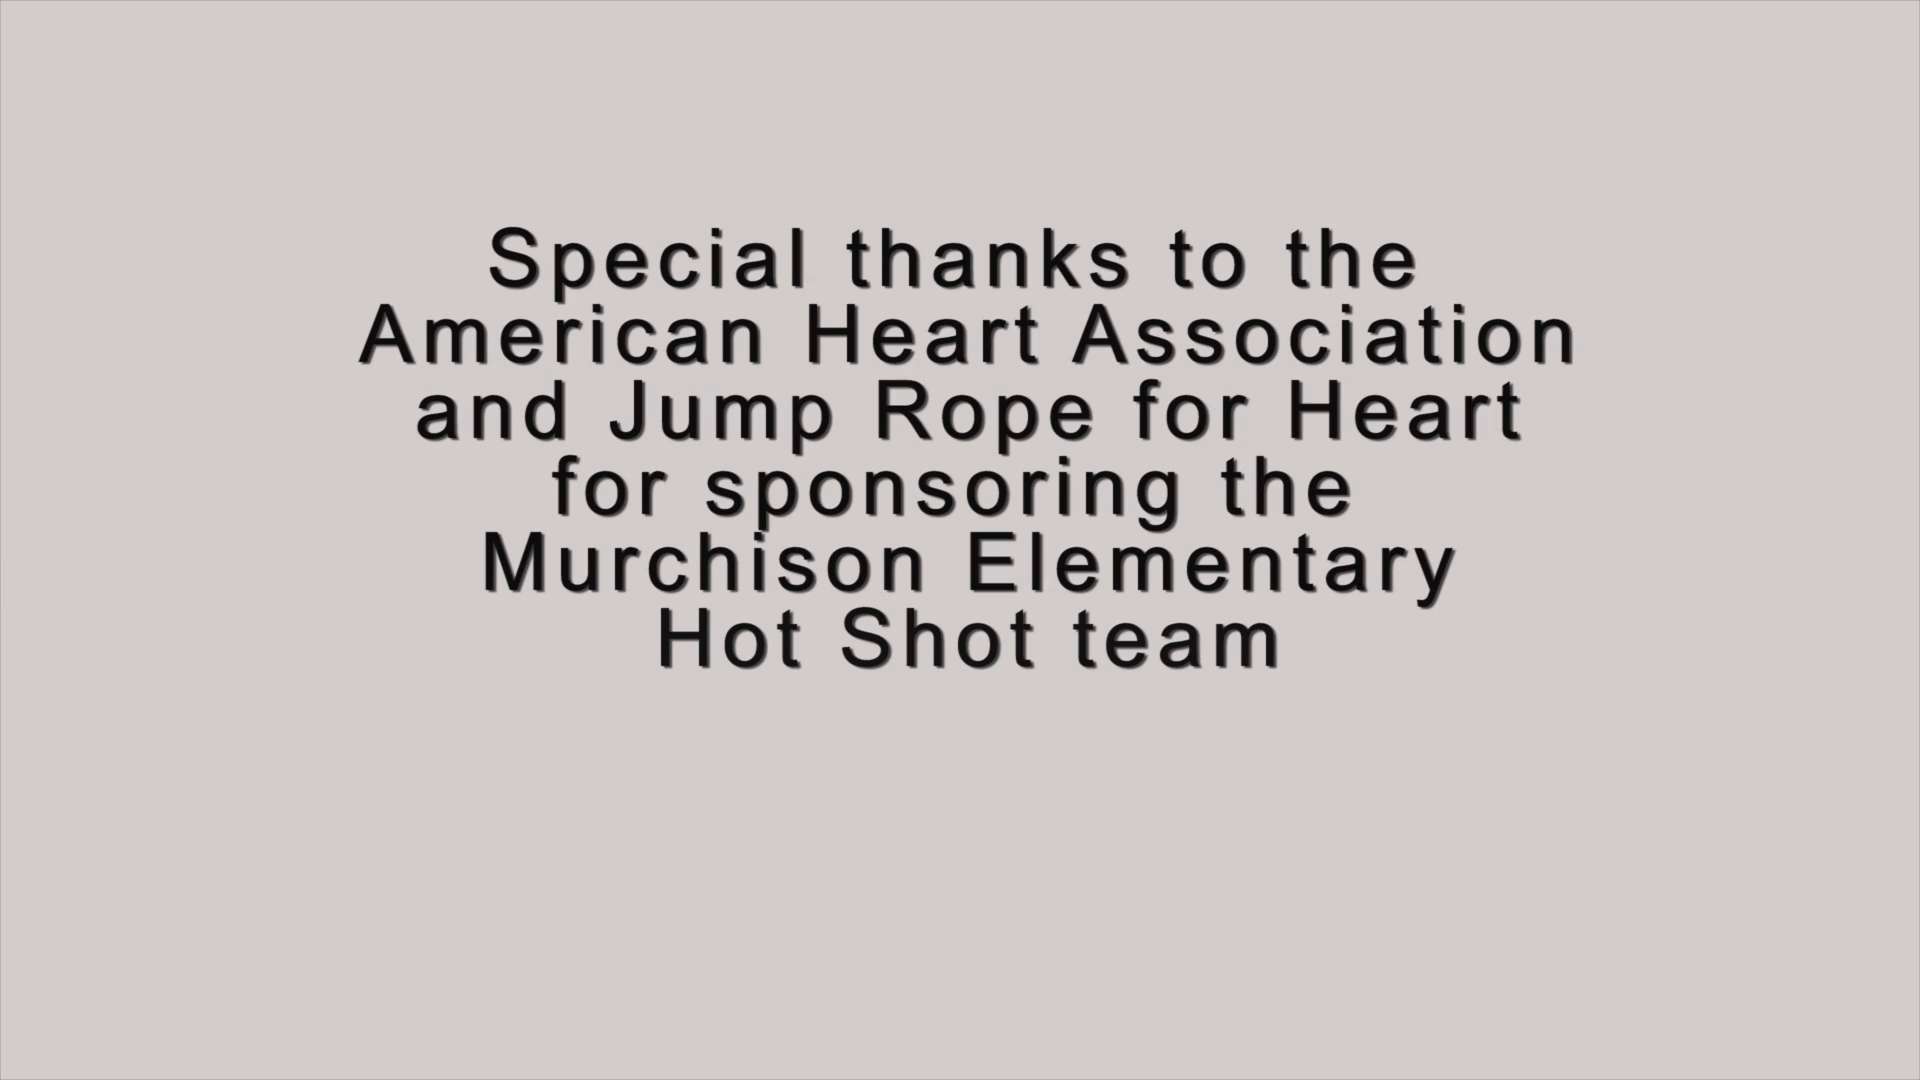 Special thanks to the
American Heart Association
and Jump Rope for Heart
for sponsoring the
Murchison Elementary
Hot Shot team